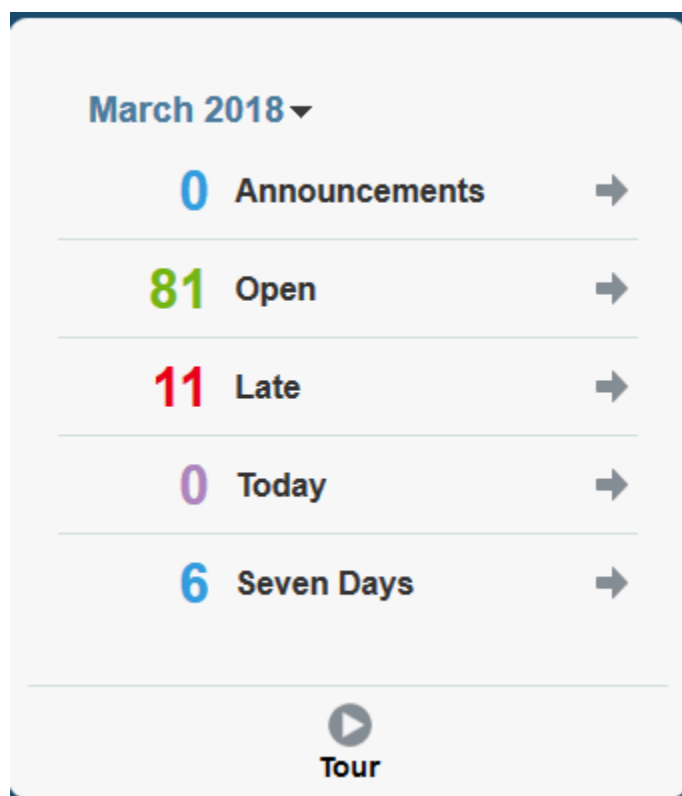 March 2018
0 Announcements
81 Open
11 Late
0 Today
6 Seven Days
Tour